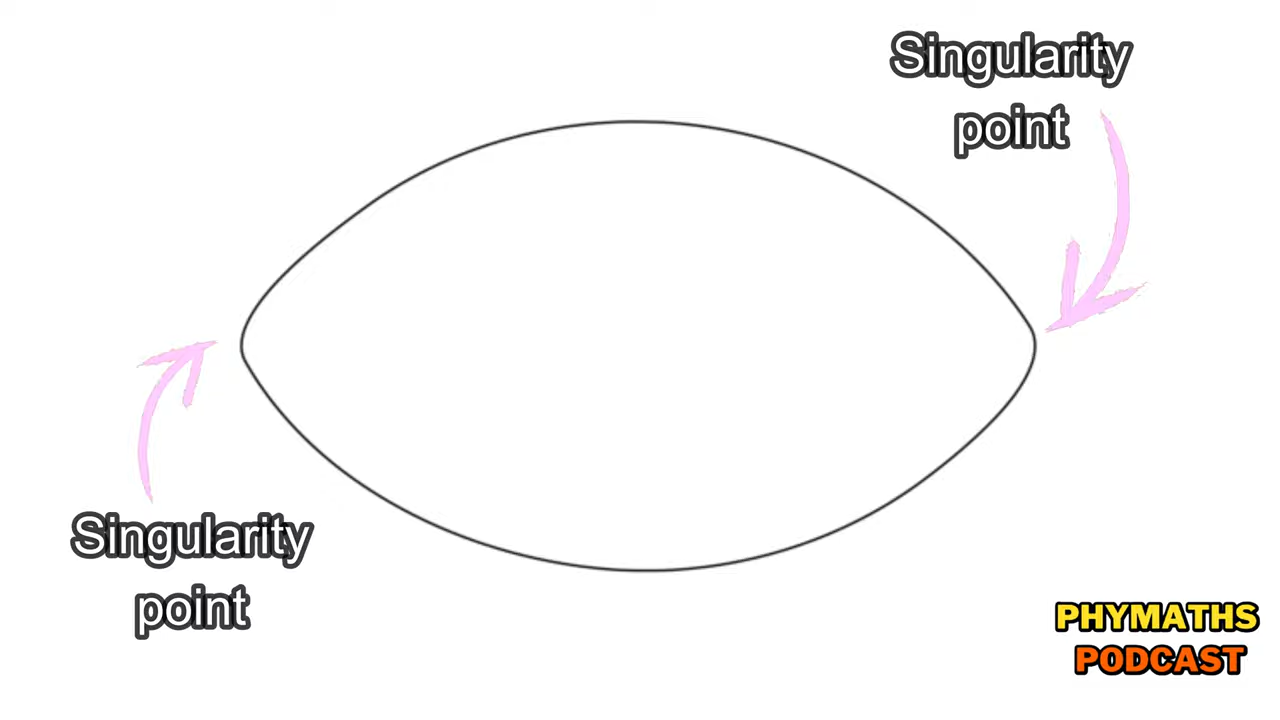 Singularity
point
Singularity
point
PHYMATHS
PODCAST